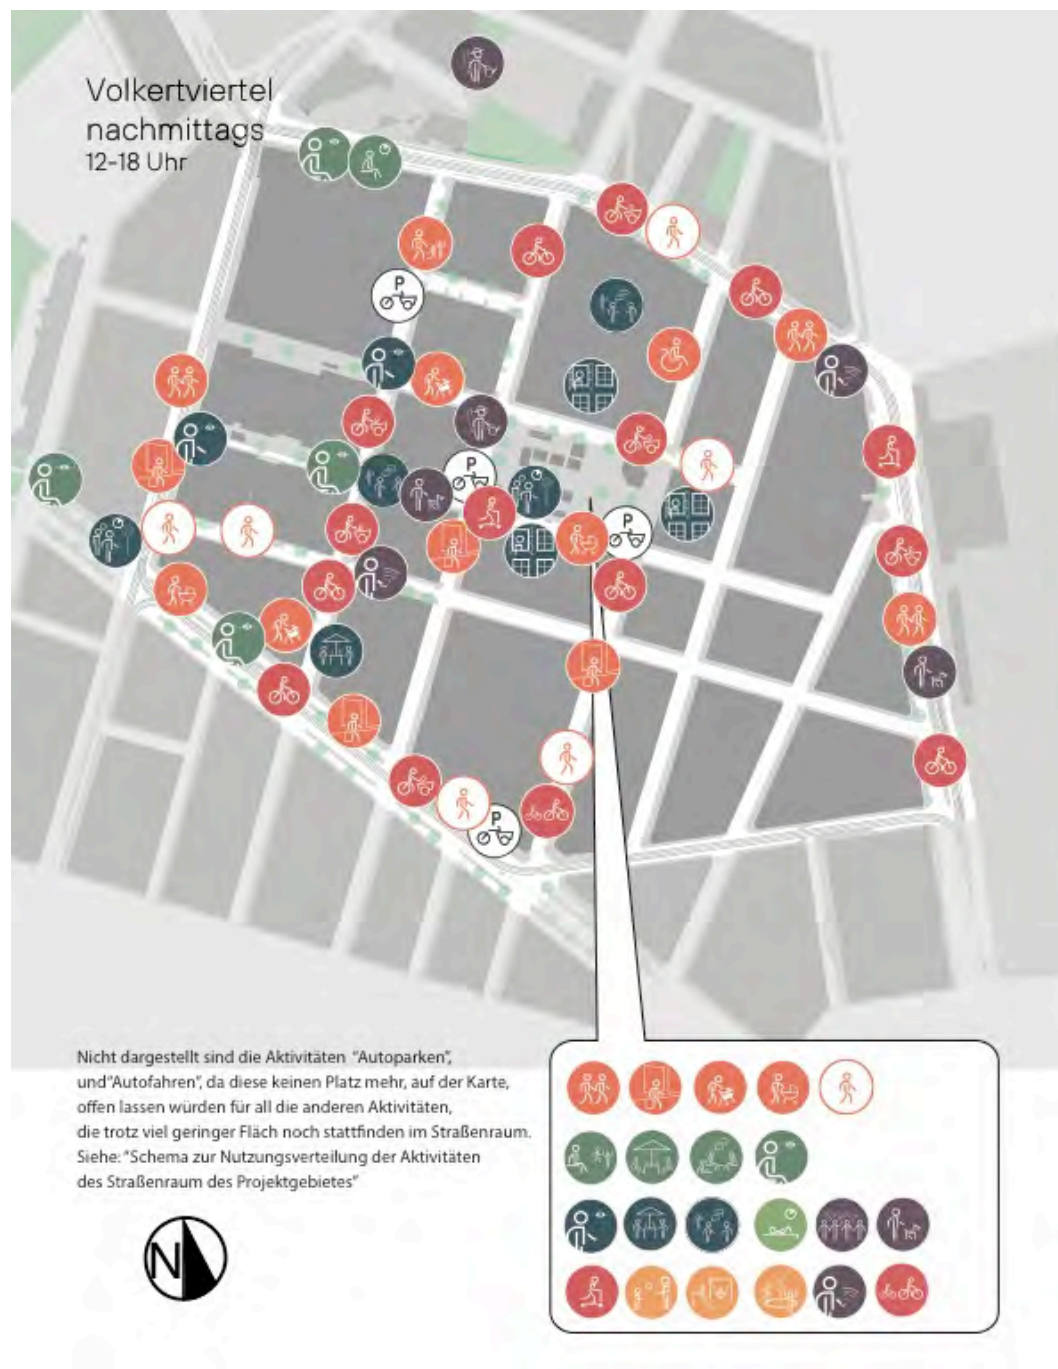 Volkertviertel
nachmittags
12-18 Uhr
P
P
P
P
Nicht dargestellt sind die Aktivitäten "Autoparken",
und"Autofahren", da diese keinen Platz mehr, auf der Karte,
offen lassen würden für all die anderen Aktivitäten,
die trotz viel geringer Fläch noch stattfinden im Straßenraum.
Siehe: "Schema zur Nutzungsverteilung der Aktivitäten
des Straßenraum des Projektgebietes"
N